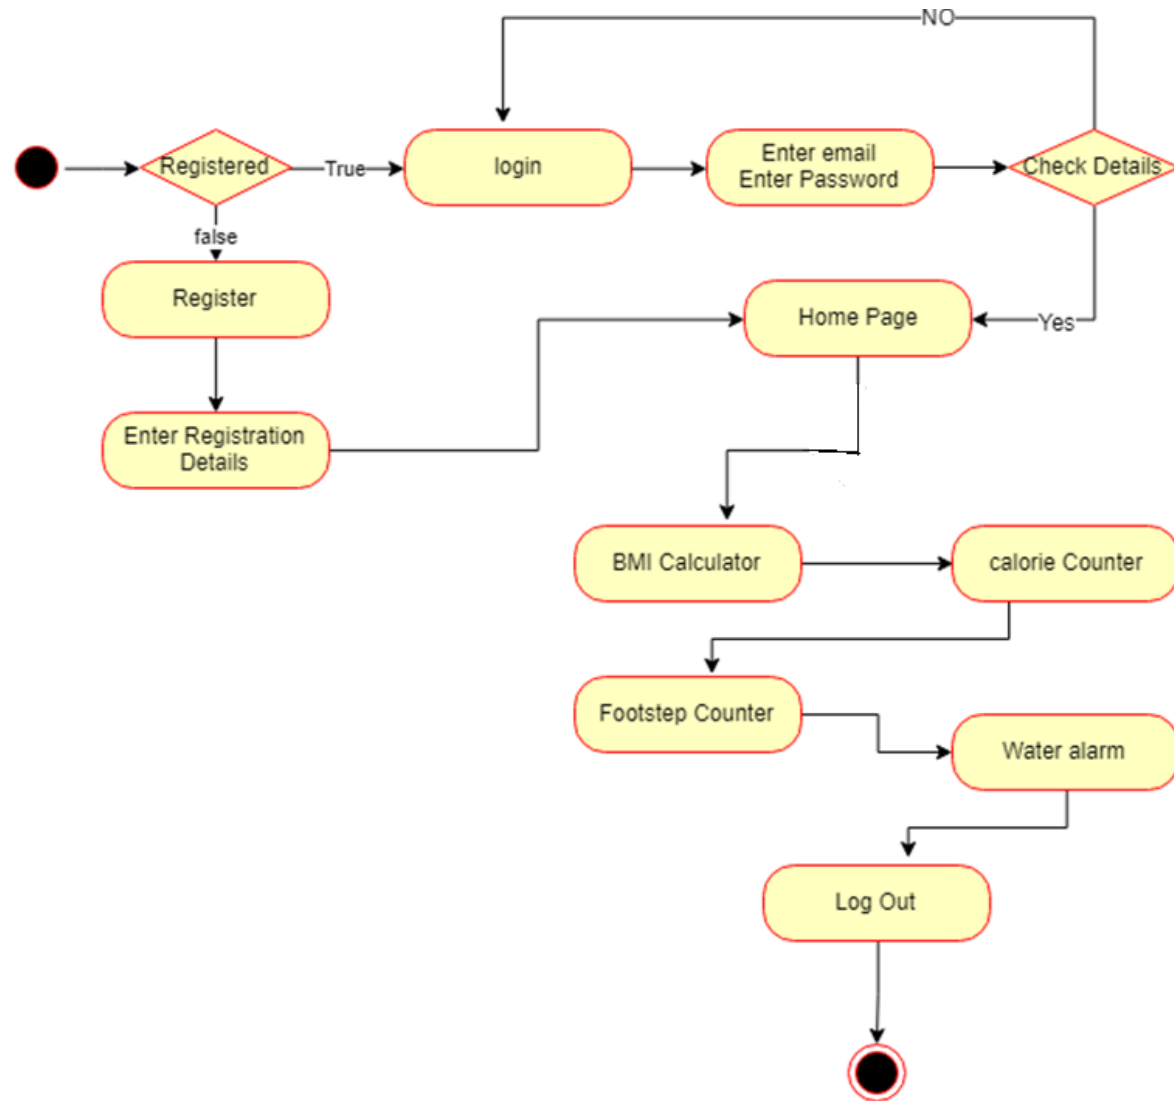 NO
Registered
True
login
Enter email
Enter Password
Check Details
false
Register
Home Page
Yes
Enter Registration
Details
BMI Calculator
calorie Counter
Footstep Counter
Water alarm
Log Out